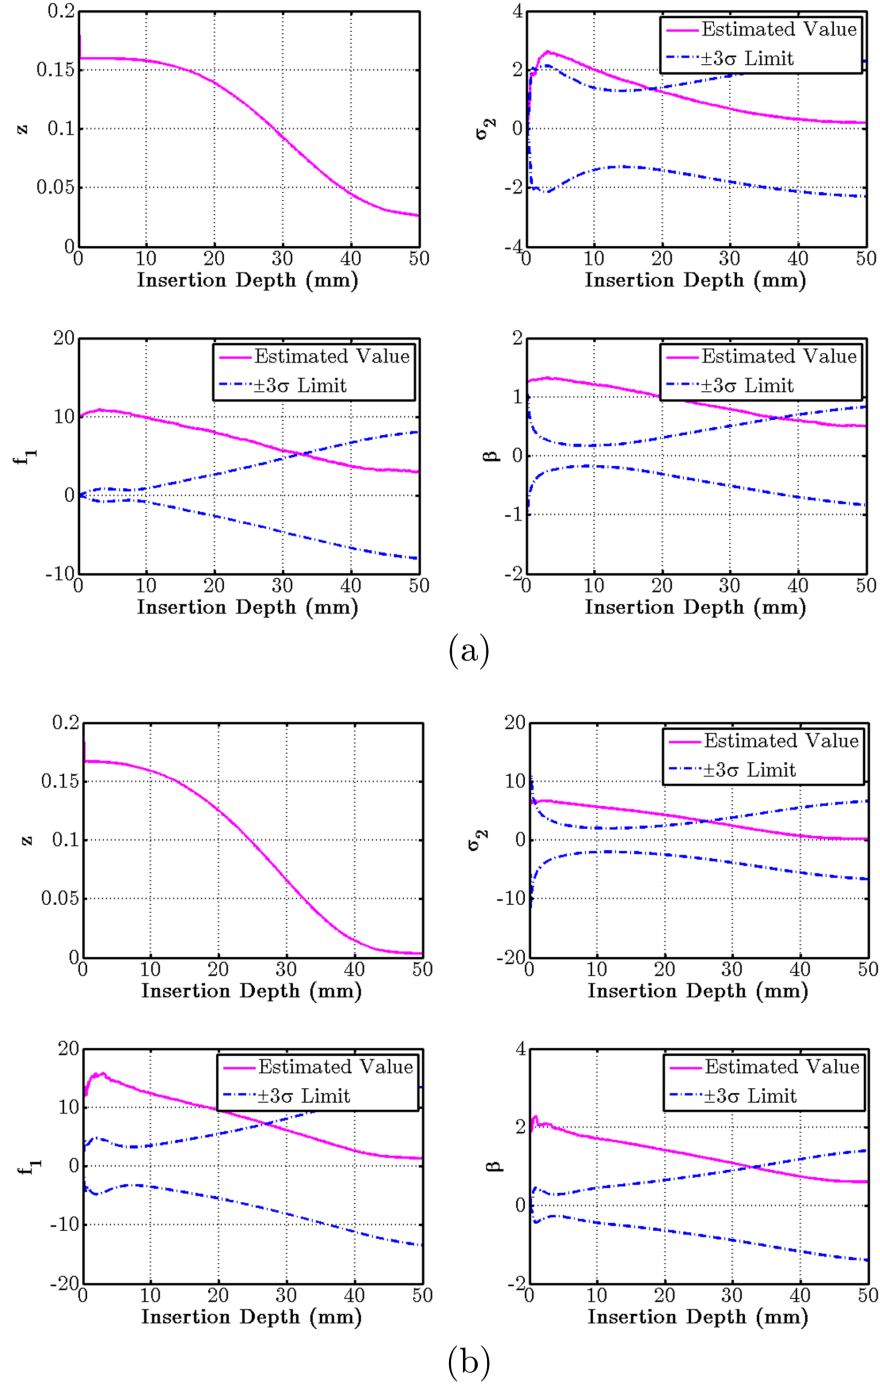 0.2
0.15
0.1
0.05
0
z
0 10 20 30 40 50
Insertion Depth (mm)
4
2
0
-2
-4
σ2
Estimated Value
±3σ Limit
0 10 20 30 40 50
Insertion Depth (mm)
20
10
0
-10
f1
Estimated Value
±3σ Limit
0 10 20 30 40 50
Insertion Depth (mm)
2
1
0
-1
-2
β
Estimated Value
±3σ Limit
0 10 20 30 40 50
Insertion Depth (mm)
(a)
0.2
0.15
0.1
0.05
0
z
0 10 20 30 40 50
Insertion Depth (mm)
20
10
0
-10
-20
σ2
Estimated Value
±3σ Limit
0 10 20 30 40 50
Insertion Depth (mm)
20
10
0
-10
-20
f1
Estimated Value
±3σ Limit
0 10 20 30 40 50
Insertion Depth (mm)
4
2
0
-2
β
Estimated Value
±3σ Limit
0 10 20 30 40 50
Insertion Depth (mm)
(b)